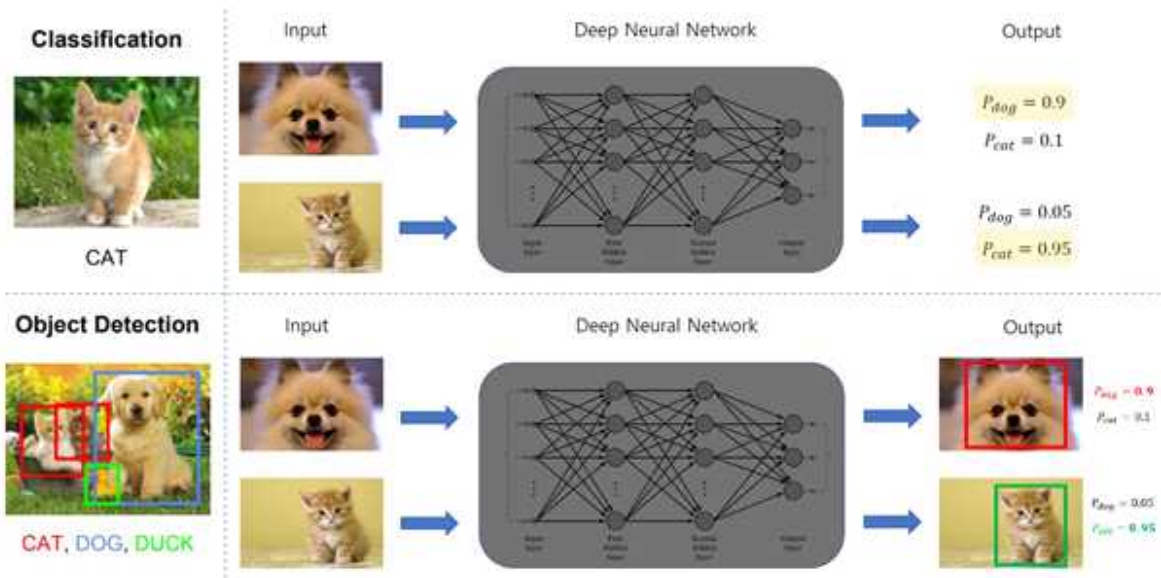 Classification
Input
Deep Neural Network
Output
CAT
P_dog = 0.9
P_cat = 0.1
P_dog = 0.05
P_cat = 0.95
Object Detection
Input
Deep Neural Network
Output
CAT, DOG, DUCK
P_dog = 0.9
P_cat = 0.1
P_dog = 0.05
P_cat = 0.95